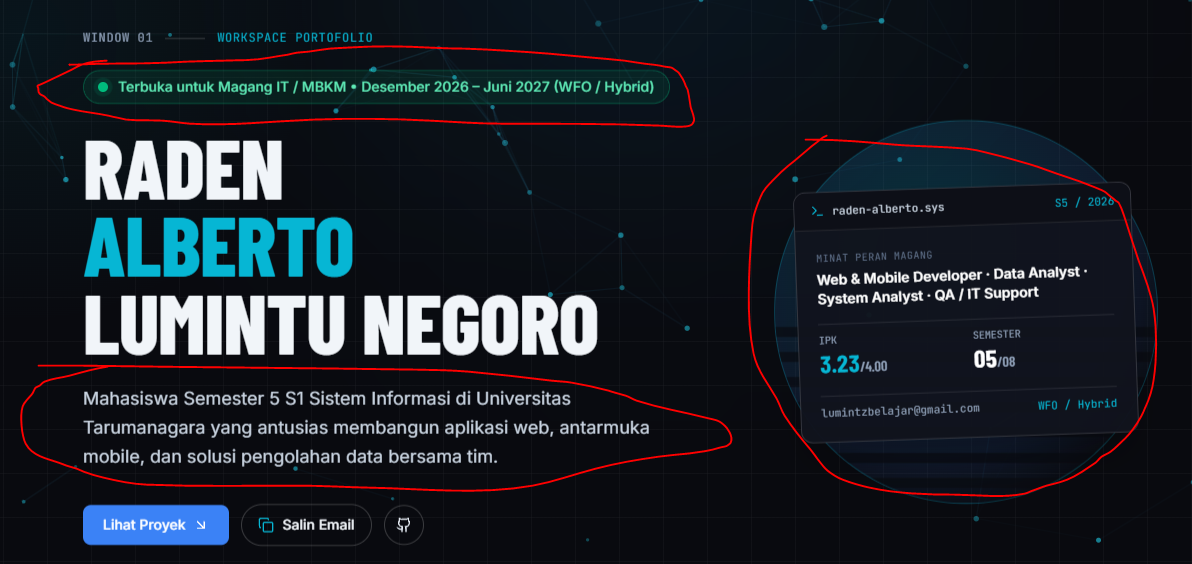 WINDOW 01 WORKSPACE PORTOFOLIO
Terbuka untuk Magang IT / MBKM • Desember 2026 – Juni 2027 (WFO / Hybrid)
RADEN
ALBERTO
LUMINTU NEGORO
Mahasiswa Semester 5 S1 Sistem Informasi di Universitas
Tarumanagara yang antusias membangun aplikasi web, antarmuka
mobile, dan solusi pengolahan data bersama tim.
Lihat Proyek
Salin Email
>_ raden-alberto.sys
S5 / 2026
MINAT PERAN MAGANG
Web & Mobile Developer · Data Analyst ·
System Analyst · QA / IT Support
IPK
3.23/4.00
SEMESTER
05/08
lumintzbelajar@gmail.com
WFO / Hybrid